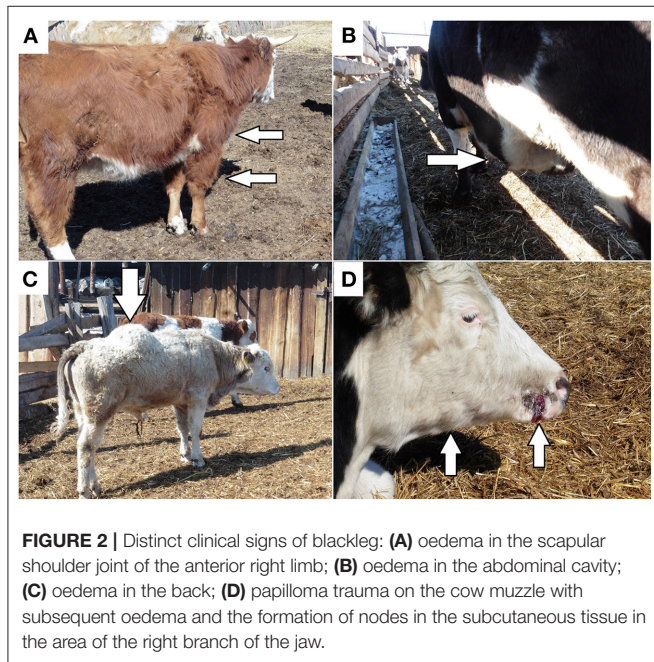 A
B
C
D
FIGURE 2 | Distinct clinical signs of blackleg: (A) oedema in the scapular
shoulder joint of the anterior right limb; (B) oedema in the abdominal cavity;
(C) oedema in the back; (D) papilloma trauma on the cow muzzle with
subsequent oedema and the formation of nodes in the subcutaneous tissue in
the area of the right branch of the jaw.